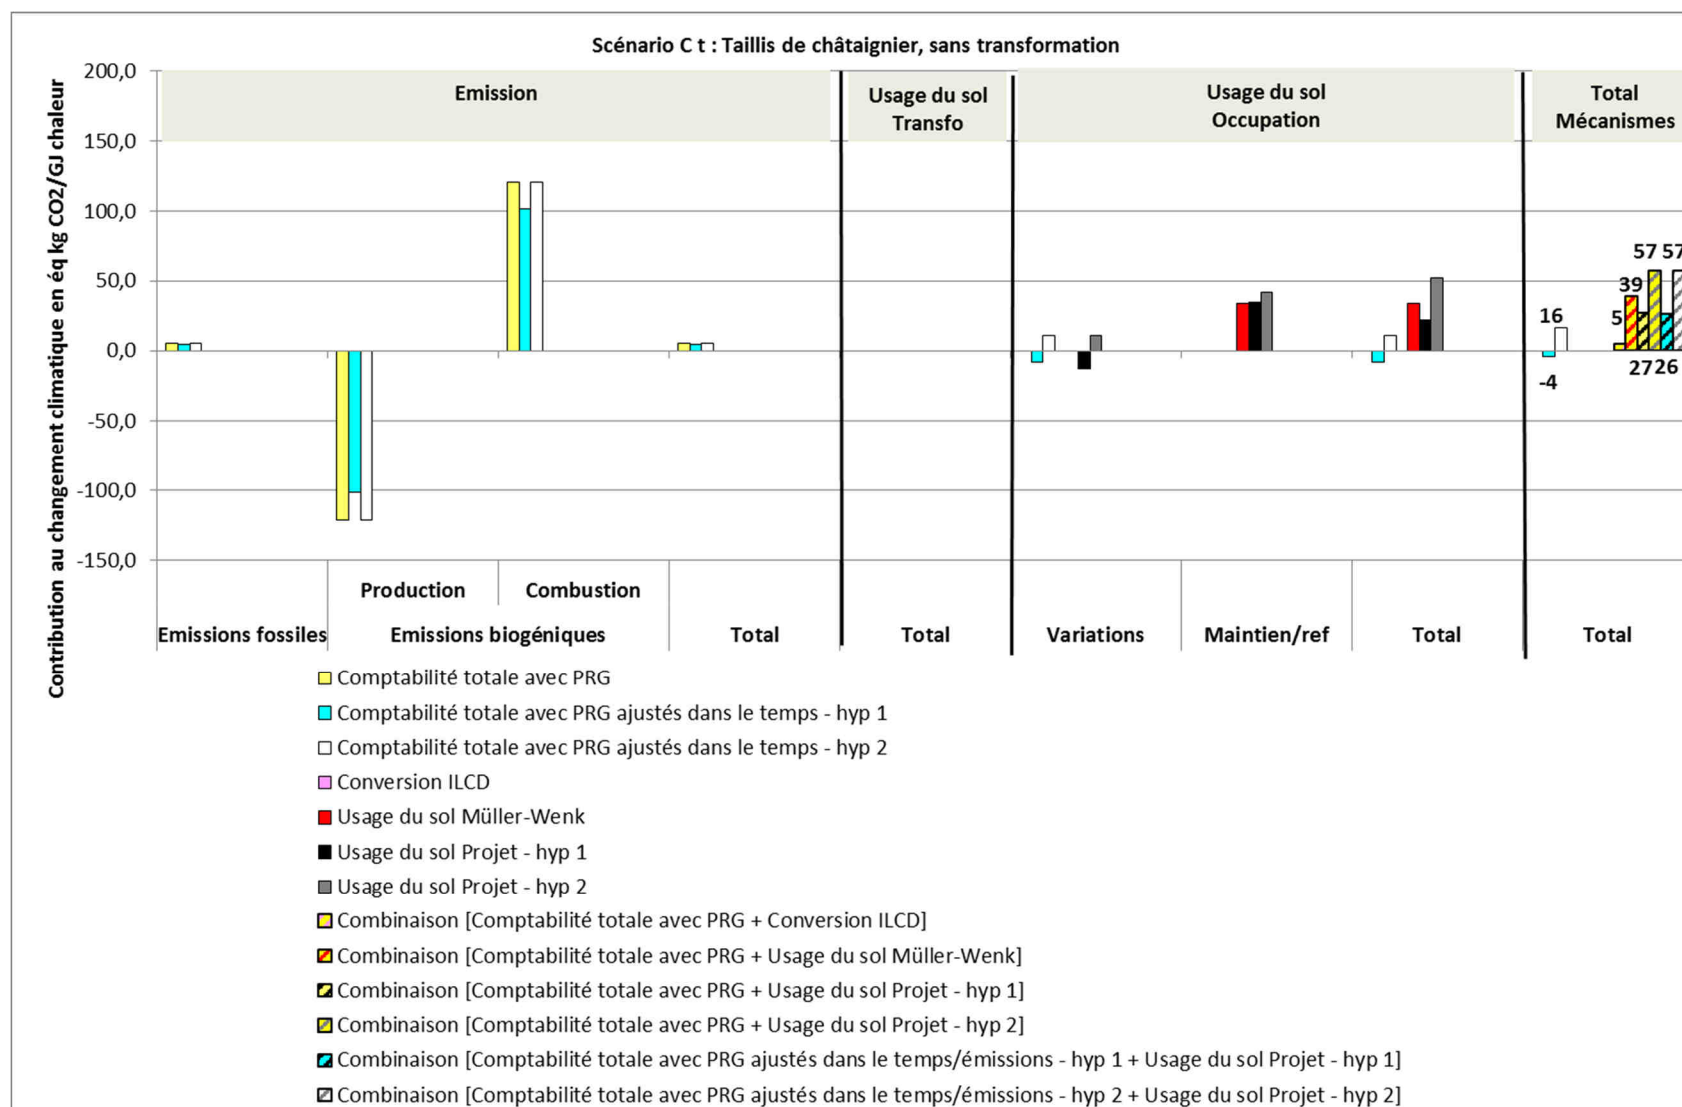 Scénario C t : Taillis de châtaignier, sans transformation
Contribution au changement climatique en éq kg CO2/GJ chaleur
200,0
150,0
100,0
50,0
0,0
-50,0
-100,0
-150,0
Emission
Usage du sol
Transfo
Usage du sol
Occupation
Total
Mécanismes
16
-4
5
39
27
57
26
57
Production
Combustion
Emissions fossiles
Emissions biogéniques
Total
Total
Variations
Maintien/ref
Total
Total
Comptabilité totale avec PRG
Comptabilité totale avec PRG ajustés dans le temps - hyp 1
Comptabilité totale avec PRG ajustés dans le temps - hyp 2
Conversion ILCD
Usage du sol Müller-Wenk
Usage du sol Projet - hyp 1
Usage du sol Projet - hyp 2
Combinaison [Comptabilité totale avec PRG + Conversion ILCD]
Combinaison [Comptabilité totale avec PRG + Usage du sol Müller-Wenk]
Combinaison [Comptabilité totale avec PRG + Usage du sol Projet - hyp 1]
Combinaison [Comptabilité totale avec PRG + Usage du sol Projet - hyp 2]
Combinaison [Comptabilité totale avec PRG ajustés dans le temps/émissions - hyp 1 + Usage du sol Projet - hyp 1]
Combinaison [Comptabilité totale avec PRG ajustés dans le temps/émissions - hyp 2 + Usage du sol Projet - hyp 2]